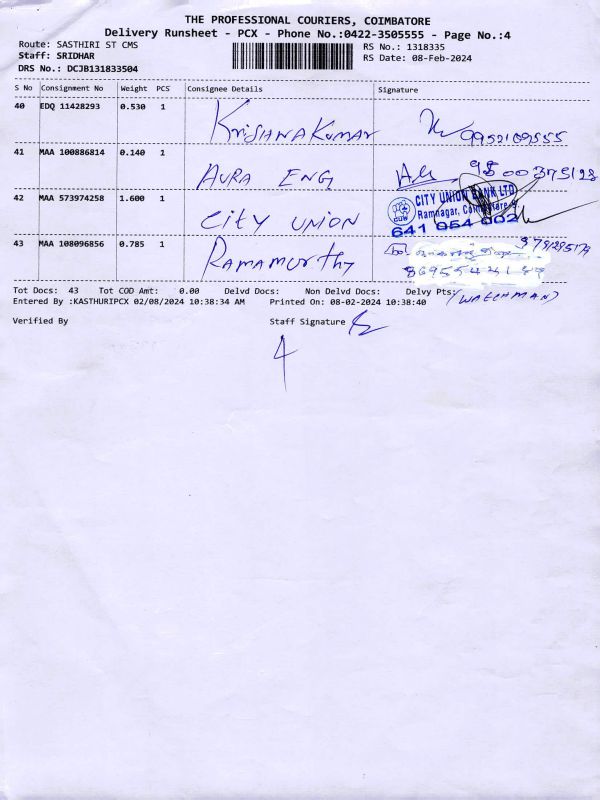 THE PROFESSIONAL COURIERS, COIMBATORE
Delivery Runsheet - PCX - Phone No.:0422-3505555 - Page No.:4
Route: SASTHIRI ST CMS RS No.: 1318335
Staff: SRIDHAR RS Date: 08-Feb-2024
DRS No.: DCJB131833504
S No Consignment No Weight PCS Consignee Details Signature
40 EDQ 11428293 0.530 1 KRISHNAKUMAR 9952109555
41 MAA 100886814 0.140 1 AURA ENG
42 MAA 573974258 1.600 1 CITY UNION
CITY UNION BANK LTD
Ramnagar, Coimbatore-9.
641 054 002
43 MAA 108096856 0.785 1 RAMAMURTHY
Tot Docs: 43 Tot COD Amt: 0.00 Delvd Docs: Non Delvd Docs: Delvy Pts:
(WATCHMAN)
Entered By :KASTHURIPCX 02/08/2024 10:38:34 AM Printed On: 08-02-2024 10:38:40
Verified By Staff Signature
4